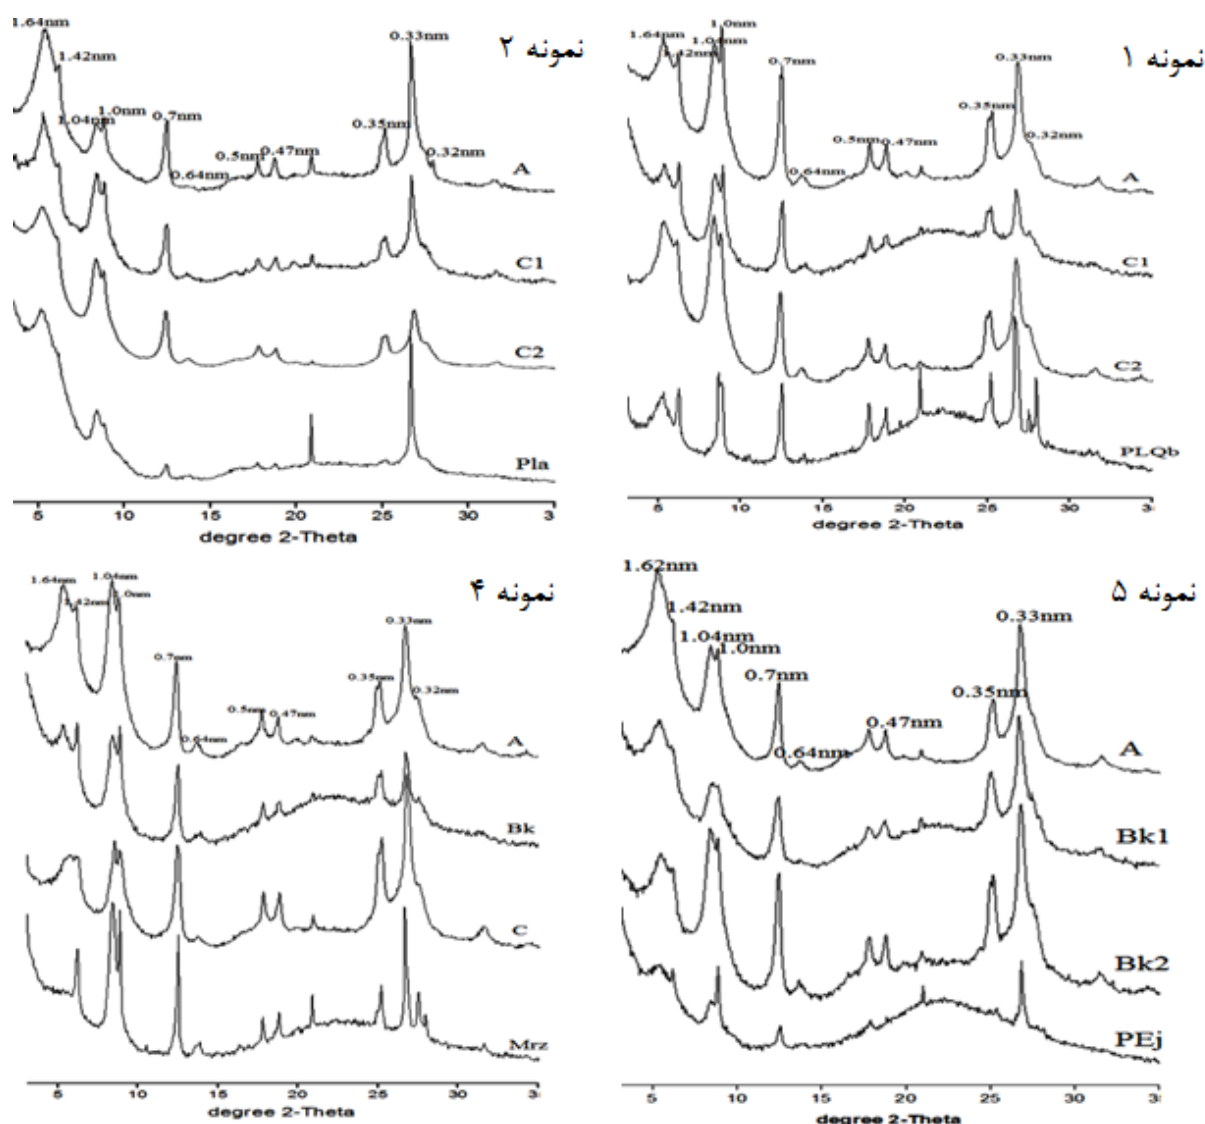 نمونه ۲
1.64nm
1.42nm
1.04nm
1.0nm
0.7nm
0.64nm
0.5nm
0.47nm
0.35nm
0.33nm
0.32nm
A
C1
C2
Pla
5 10 15 20 25 30 3
degree 2-Theta
نمونه ۱
1.64nm
1.42nm
1.04nm
1.0nm
0.7nm
0.64nm
0.5nm
0.47nm
0.35nm
0.33nm
0.32nm
A
C1
C2
PLQb
5 10 15 20 25 30 3
degree 2-Theta
نمونه ۴
1.64nm
1.42nm
1.04nm
1.0nm
0.7nm
0.64nm
0.5nm
0.47nm
0.35nm
0.33nm
0.32nm
A
Bk
C
Mrz
5 10 15 20 25 30 3
degree 2-Theta
نمونه ۵
1.62nm
1.42nm
1.04nm
1.0nm
0.7nm
0.64nm
0.47nm
0.35nm
0.33nm
A
Bk1
Bk2
PEj
5 10 15 20 25 30 3
degree 2-Theta